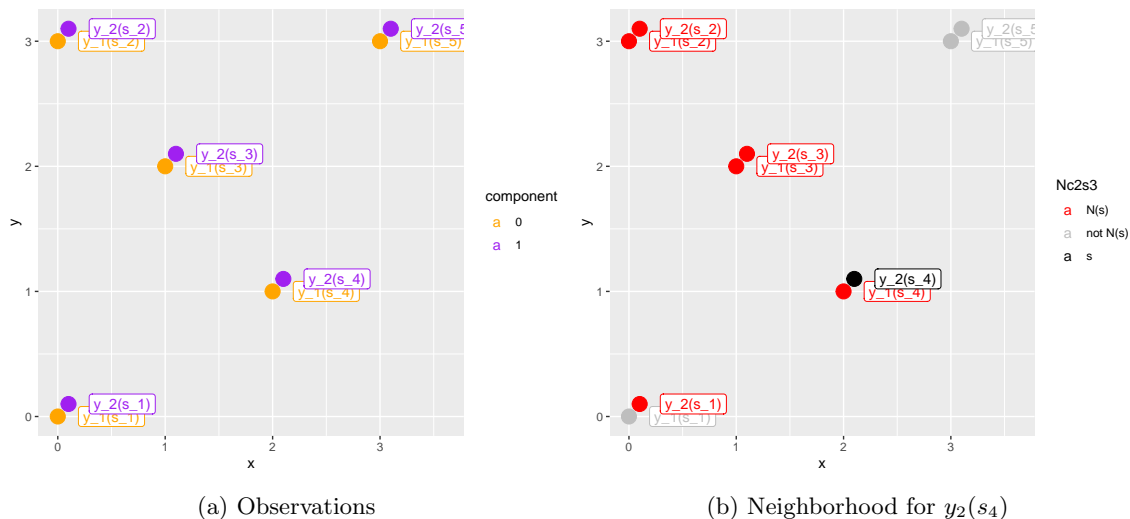 3
2
1
0
y
0
1
2
3
x
y_2(s_2)
y_1(s_2)
y_2(s_5
y_1(s_5)
y_2(s_3)
y_1(s_3)
y_2(s_4)
y_1(s_4)
y_2(s_1)
y_1(s_1)
component
a 0
a 1
(a) Observations
3
2
1
0
y
0
1
2
3
x
y_2(s_2)
y_1(s_2)
y_2(s_5
y_1(s_5)
y_2(s_3)
y_1(s_3)
y_2(s_4)
y_1(s_4)
y_2(s_1)
y_1(s_1)
Nc2s3
a N(s)
a not N(s)
a s
(b) Neighborhood for y₂(s₄)